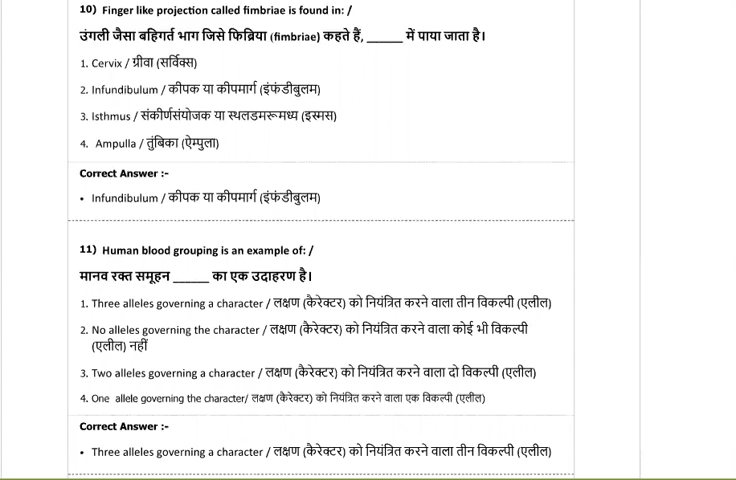 10) Finger like projection called fimbriae is found in: /
उंगली जैसा बहिगर्त भाग जिसे फिब्रिया (fimbriae) कहते हैं, ______ में पाया जाता है।
1. Cervix / ग्रीवा (सर्विक्स)
2. Infundibulum / कीपक या कीपमार्ग (इंफंडीबुलम)
3. Isthmus / संकीर्णसंयोजक या स्थलडमरूमध्य (इस्मस)
4. Ampulla / तुंबिका (ऐम्पुला)
Correct Answer :-
• Infundibulum / कीपक या कीपमार्ग (इंफंडीबुलम)
11) Human blood grouping is an example of: /
मानव रक्त समूहन ______ का एक उदाहरण है।
1. Three alleles governing a character / लक्षण (कैरेक्टर) को नियंत्रित करने वाला तीन विकल्पी (एलील)
2. No alleles governing the character / लक्षण (कैरेक्टर) को नियंत्रित करने वाला कोई भी विकल्पी
(एलील) नहीं
3. Two alleles governing a character / लक्षण (कैरेक्टर) को नियंत्रित करने वाला दो विकल्पी (एलील)
4. One allele governing the character/ लक्षण (कैरेक्टर) को नियंत्रित करने वाला एक विकल्पी (एलील)
Correct Answer :-
• Three alleles governing a character / लक्षण (कैरेक्टर) को नियंत्रित करने वाला तीन विकल्पी (एलील)